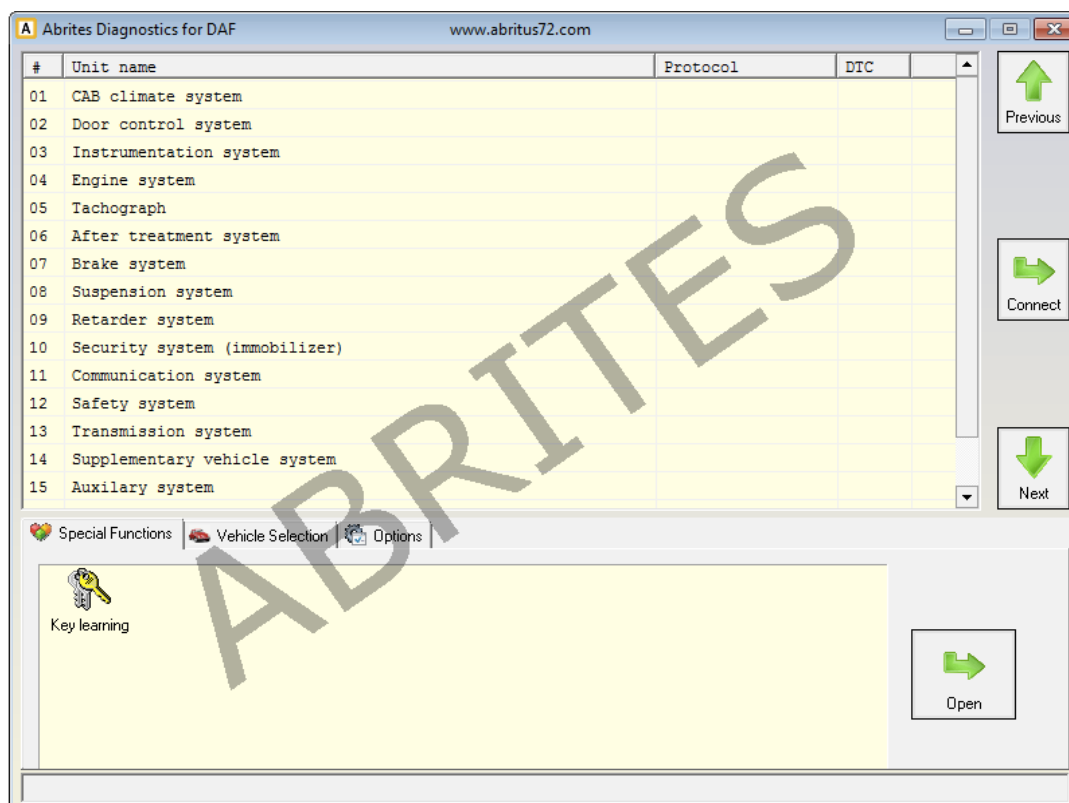 A Abrites Diagnostics for DAF www.abritus72.com
# Unit name Protocol DTC
01 CAB climate system
02 Door control system
03 Instrumentation system
04 Engine system
05 Tachograph
06 After treatment system
07 Brake system
08 Suspension system
09 Retarder system
10 Security system (immobilizer)
11 Communication system
12 Safety system
13 Transmission system
14 Supplementary vehicle system
15 Auxilary system
Previous
Connect
Next
Special Functions Vehicle Selection Options
Key learning
Open
ABRITES